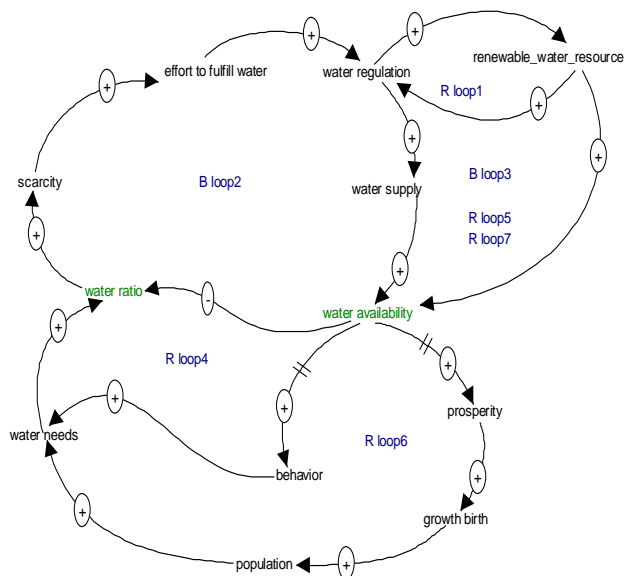 +
+
effort to fulfill water
water regulation
renewable_water_resource
R loop1
+
+
+
+
scarcity
B loop2
water supply
B loop3
R loop5
R loop7
+
+
water ratio
-
water availability
+
R loop4
+
+
+
prosperity
water needs
R loop6
behavior
+
growth birth
+
population
+